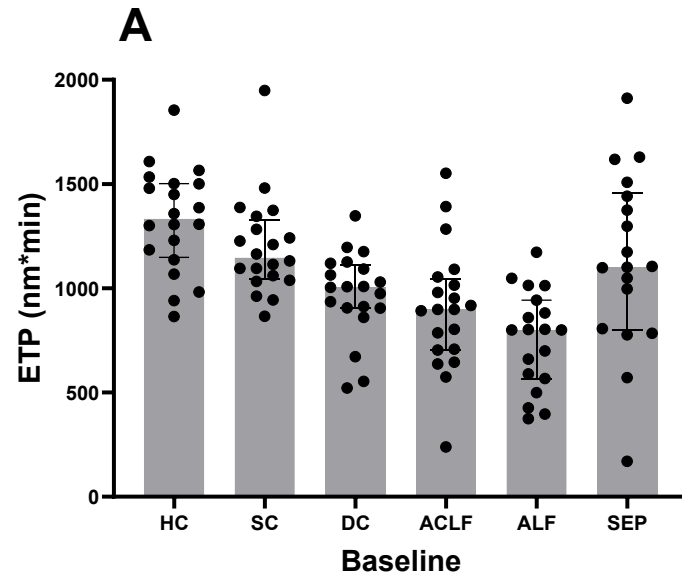 A
2000
1500
1000
500
0
ETP (nm*min)
HC SC DC ACLF ALF SEP
Baseline